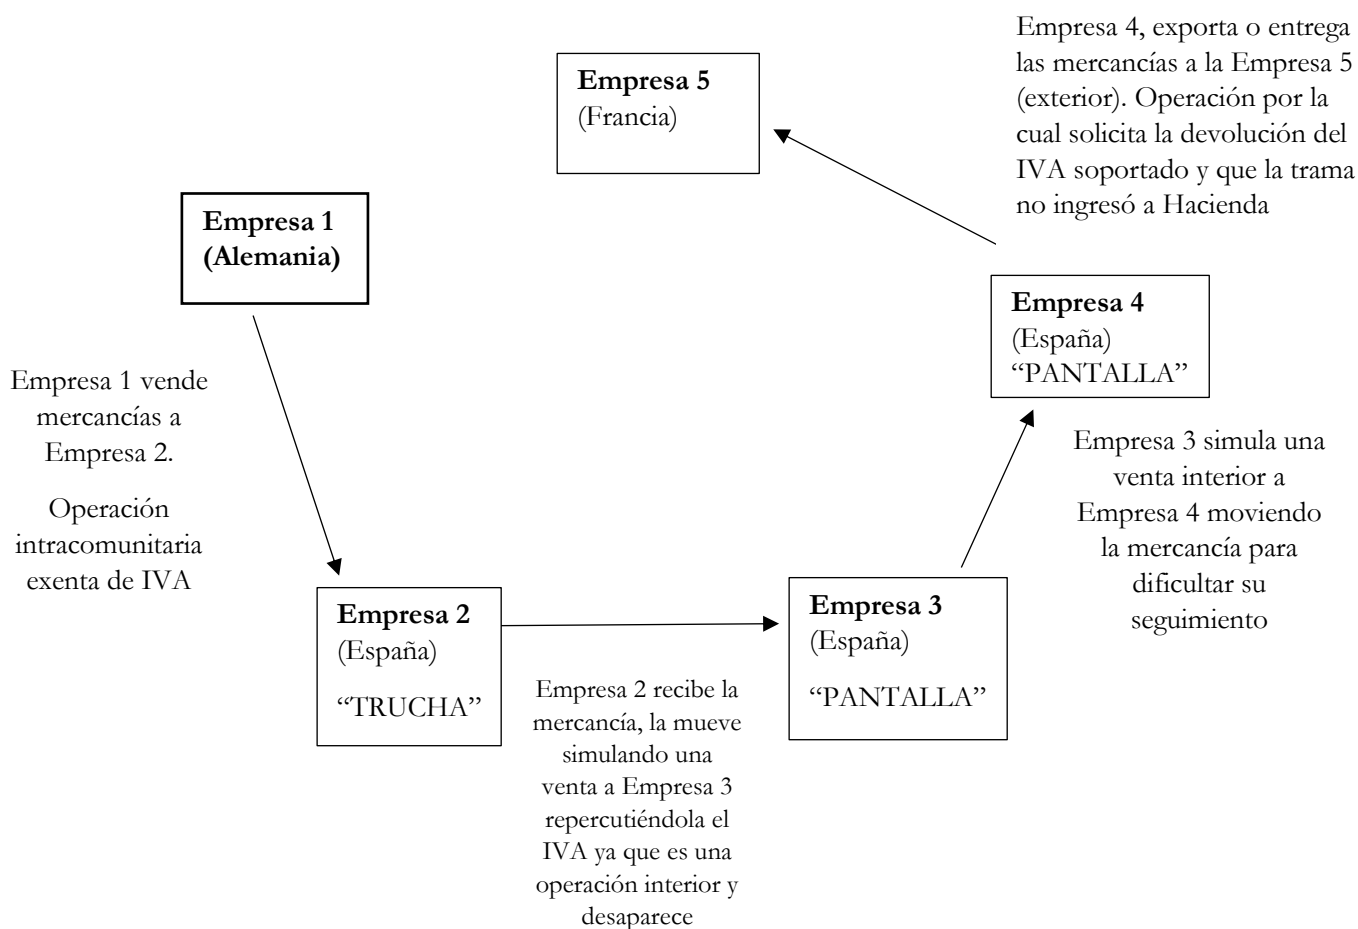 Empresa 4, exporta o entrega
las mercancías a la Empresa 5
(exterior). Operación por la
cual solicita la devolución del
IVA soportado y que la trama
no ingresó a Hacienda
Empresa 5
(Francia)
Empresa 1
(Alemania)
Empresa 4
(España)
“PANTALLA”
Empresa 1 vende
mercancías a
Empresa 2.
Operación
intracomunitaria
exenta de IVA
Empresa 3 simula una
venta interior a
Empresa 4 moviendo
la mercancía para
dificultar su
seguimiento
Empresa 2
(España)
“TRUCHA”
Empresa 3
(España)
“PANTALLA”
Empresa 2 recibe la
mercancía, la mueve
simulando una
venta a Empresa 3
repercutiéndola el
IVA ya que es una
operación interior y
desaparece